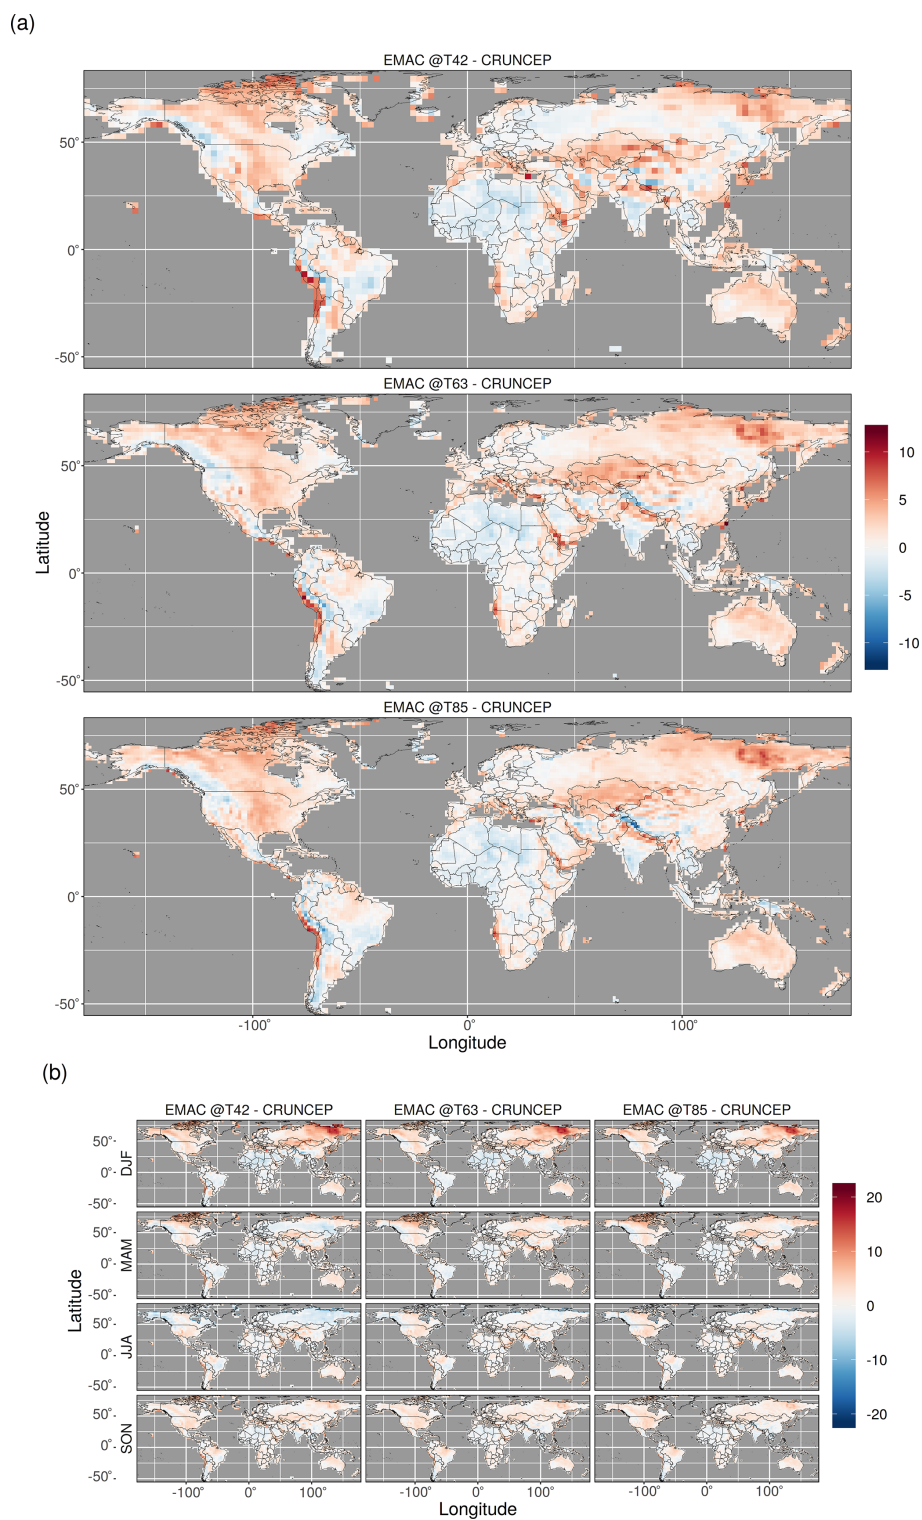 (a)
EMAC @T42 - CRUNCEP
50°
0°
-50°
EMAC @T63 - CRUNCEP
50°
0°
-50°
Latitude
10
5
0
-5
-10
EMAC @T85 - CRUNCEP
50°
0°
-50°
-100° 0° 100°
Longitude
(b)
EMAC @T42 - CRUNCEP EMAC @T63 - CRUNCEP EMAC @T85 - CRUNCEP
DJF
50°
0°
-50°
MAM
50°
0°
-50°
JJA
50°
0°
-50°
SON
50°
0°
-50°
Latitude
20
10
0
-10
-20
-100° 0° 100° -100° 0° 100° -100° 0° 100°
Longitude